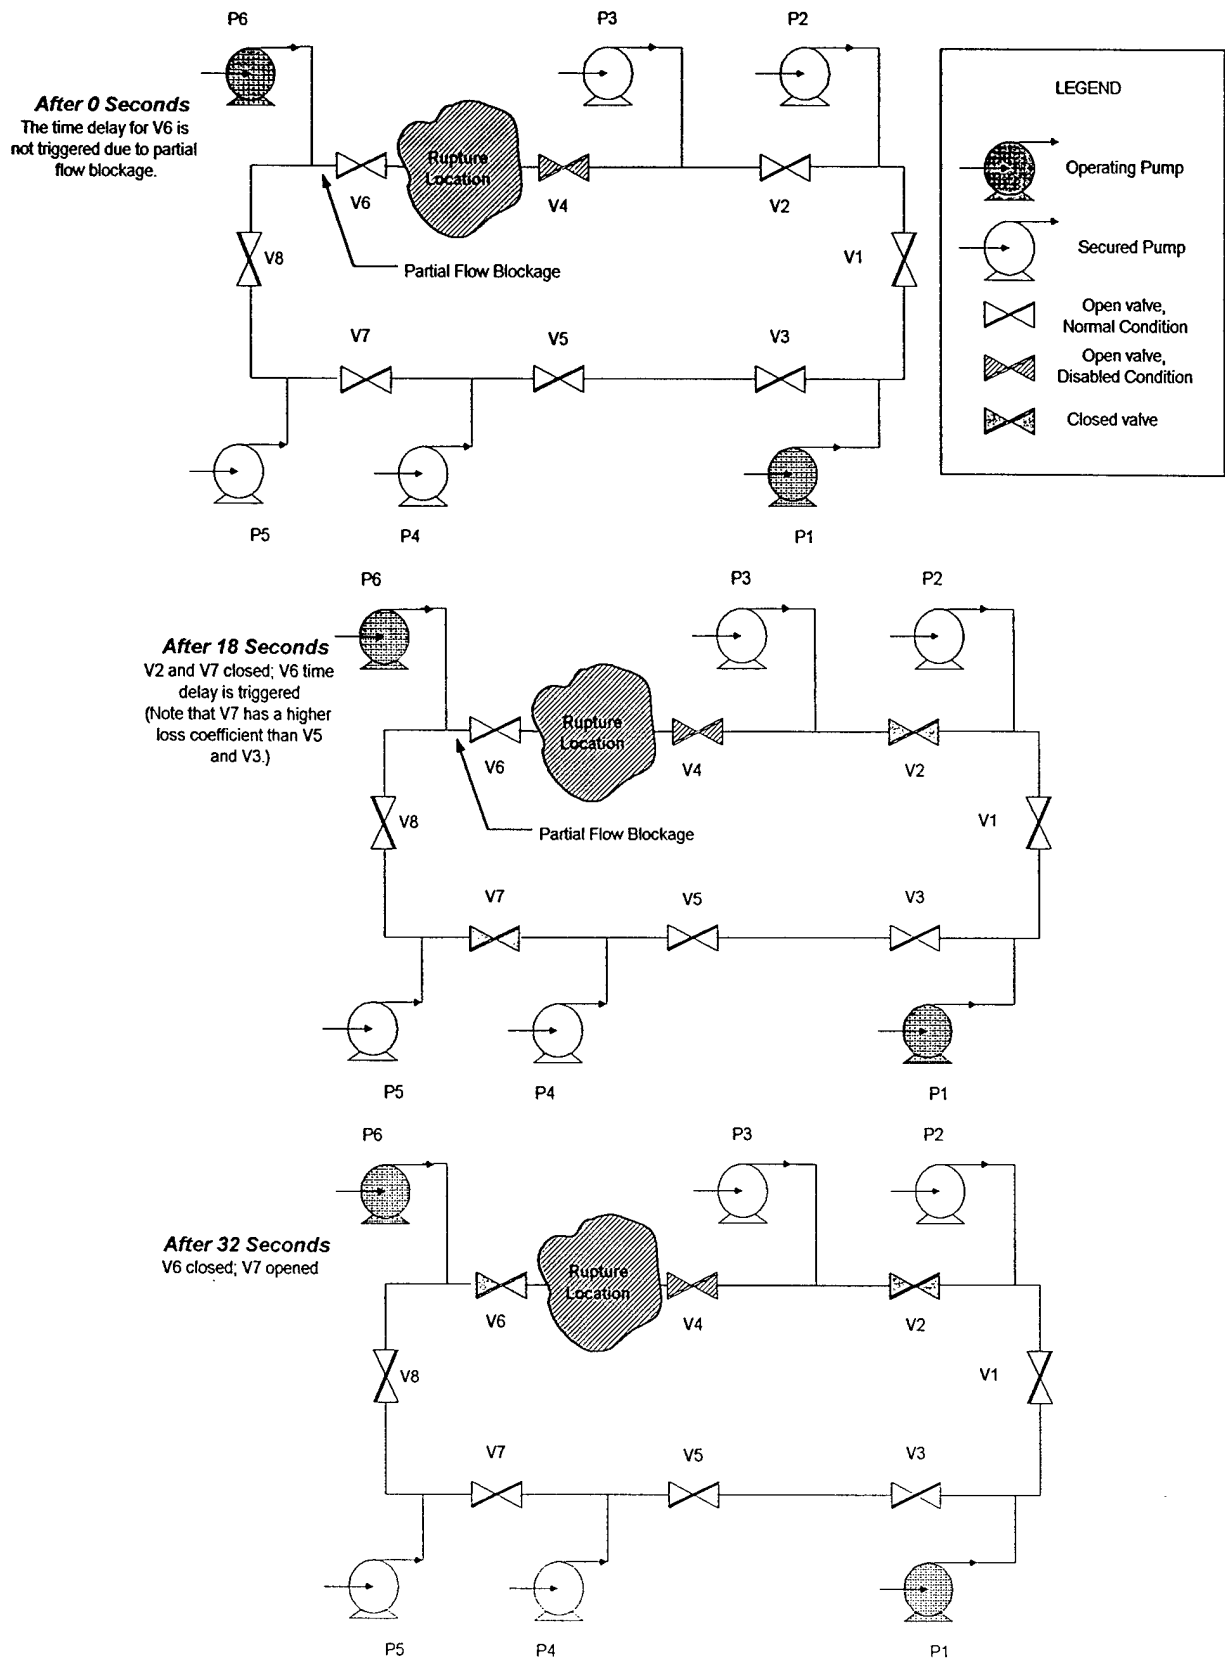 P6
P3
P2
After 0 Seconds
The time delay for V6 is
not triggered due to partial
flow blockage.
Rupture
Location
V6
V4
V2
V8
Partial Flow Blockage
V1
V7
V5
V3
P5
P4
P1
LEGEND
Operating Pump
Secured Pump
Open valve,
Normal Condition
Open valve,
Disabled Condition
Closed valve
P6
P3
P2
After 18 Seconds
V2 and V7 closed; V6 time
delay is triggered
(Note that V7 has a higher
loss coefficient than V5
and V3.)
Rupture
Location
V6
V4
V2
V8
Partial Flow Blockage
V1
V7
V5
V3
P5
P4
P1
P6
P3
P2
After 32 Seconds
V6 closed; V7 opened
Rupture
Location
V6
V4
V2
V8
V1
V7
V5
V3
P5
P4
P1